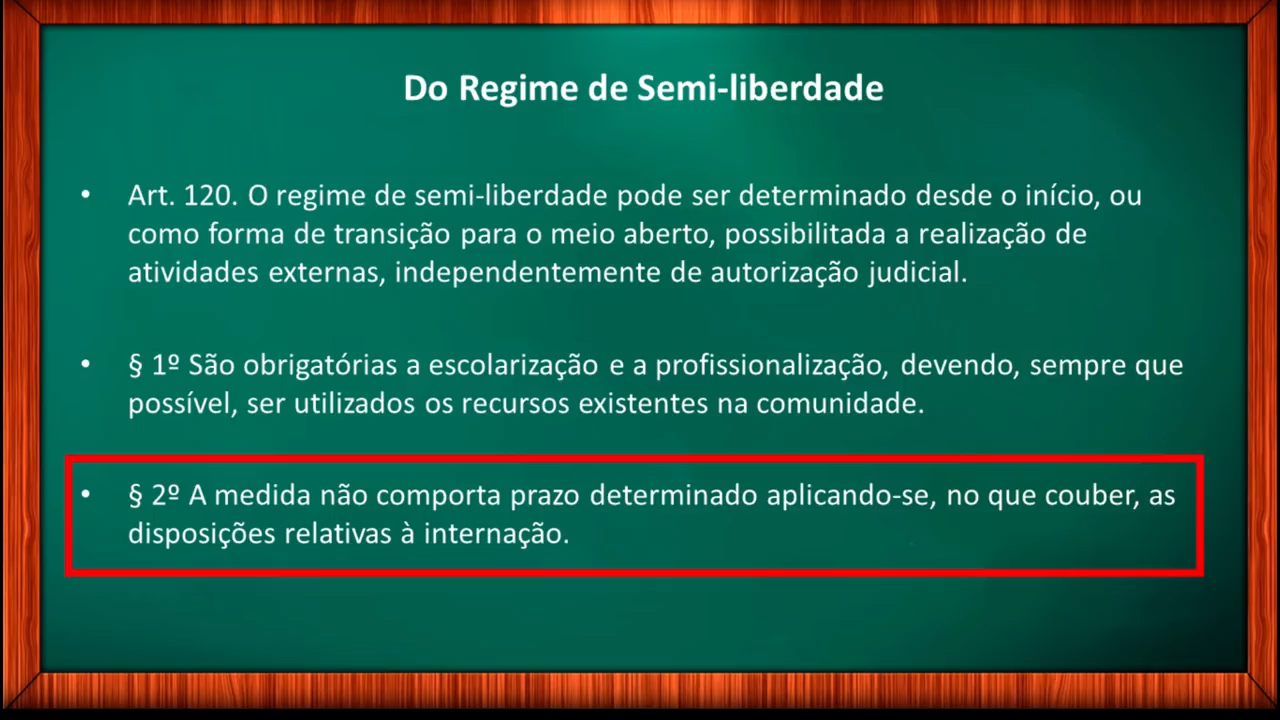 Do Regime de Semi-liberdade
• Art. 120. O regime de semi-liberdade pode ser determinado desde o início, ou
como forma de transição para o meio aberto, possibilitada a realização de
atividades externas, independentemente de autorização judicial.
• § 1º São obrigatórias a escolarização e a profissionalização, devendo, sempre que
possível, ser utilizados os recursos existentes na comunidade.
• § 2º A medida não comporta prazo determinado aplicando-se, no que couber, as
disposições relativas à internação.